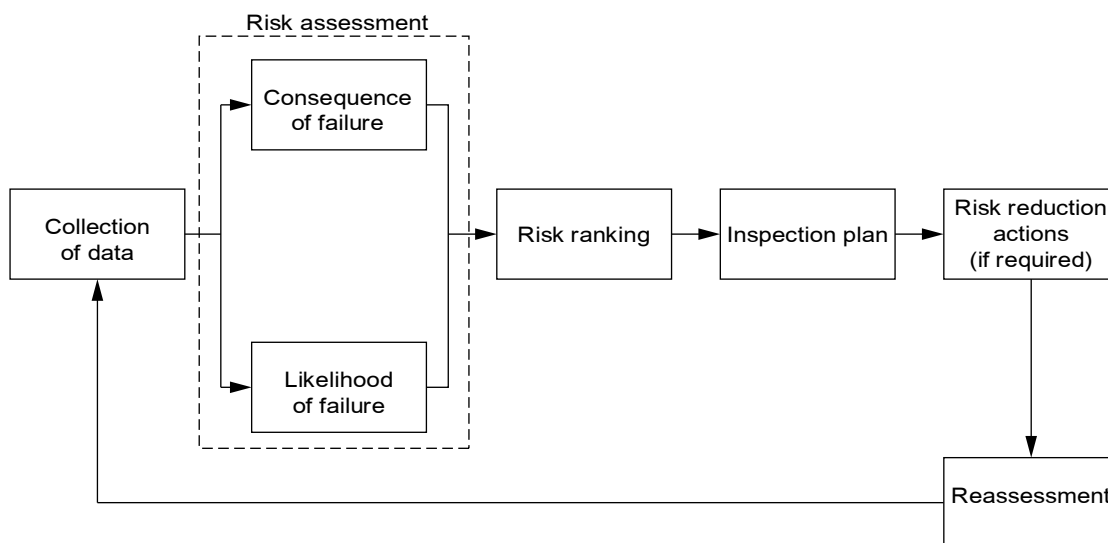 Risk assessment
Consequence
of failure
Collection
of data
Risk ranking
Inspection plan
Risk reduction
actions
(if required)
Likelihood
of failure
Reassessment